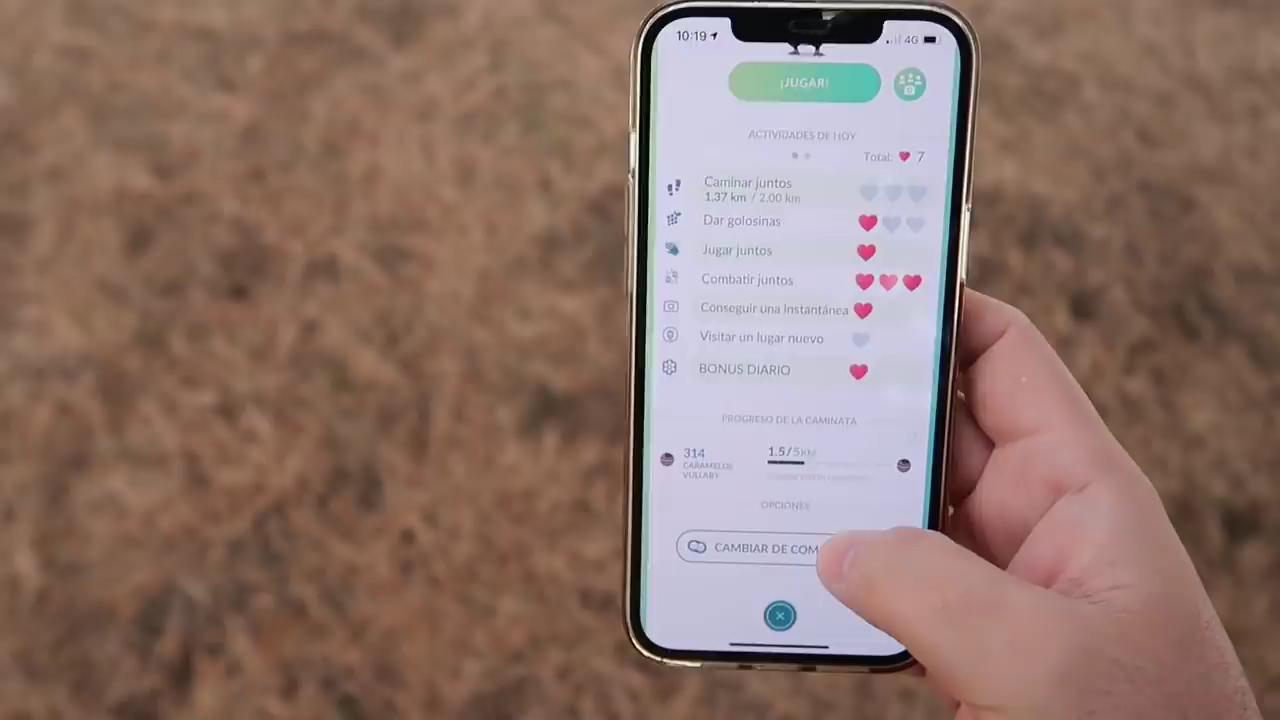 10:19
4G
¡JUGAR!
ACTIVIDADES DE HOY
Total: 7
Caminar juntos
1.37 km / 2.00 km
Dar golosinas
Jugar juntos
Combatir juntos
Conseguir una Instantánea
Visitar un lugar nuevo
BONUS DIARIO
PROGRESO DE LA CAMINATA
314
CARAMELOS
VULLABY
1.5/5KM
OPCIONES
CAMBIAR DE COM